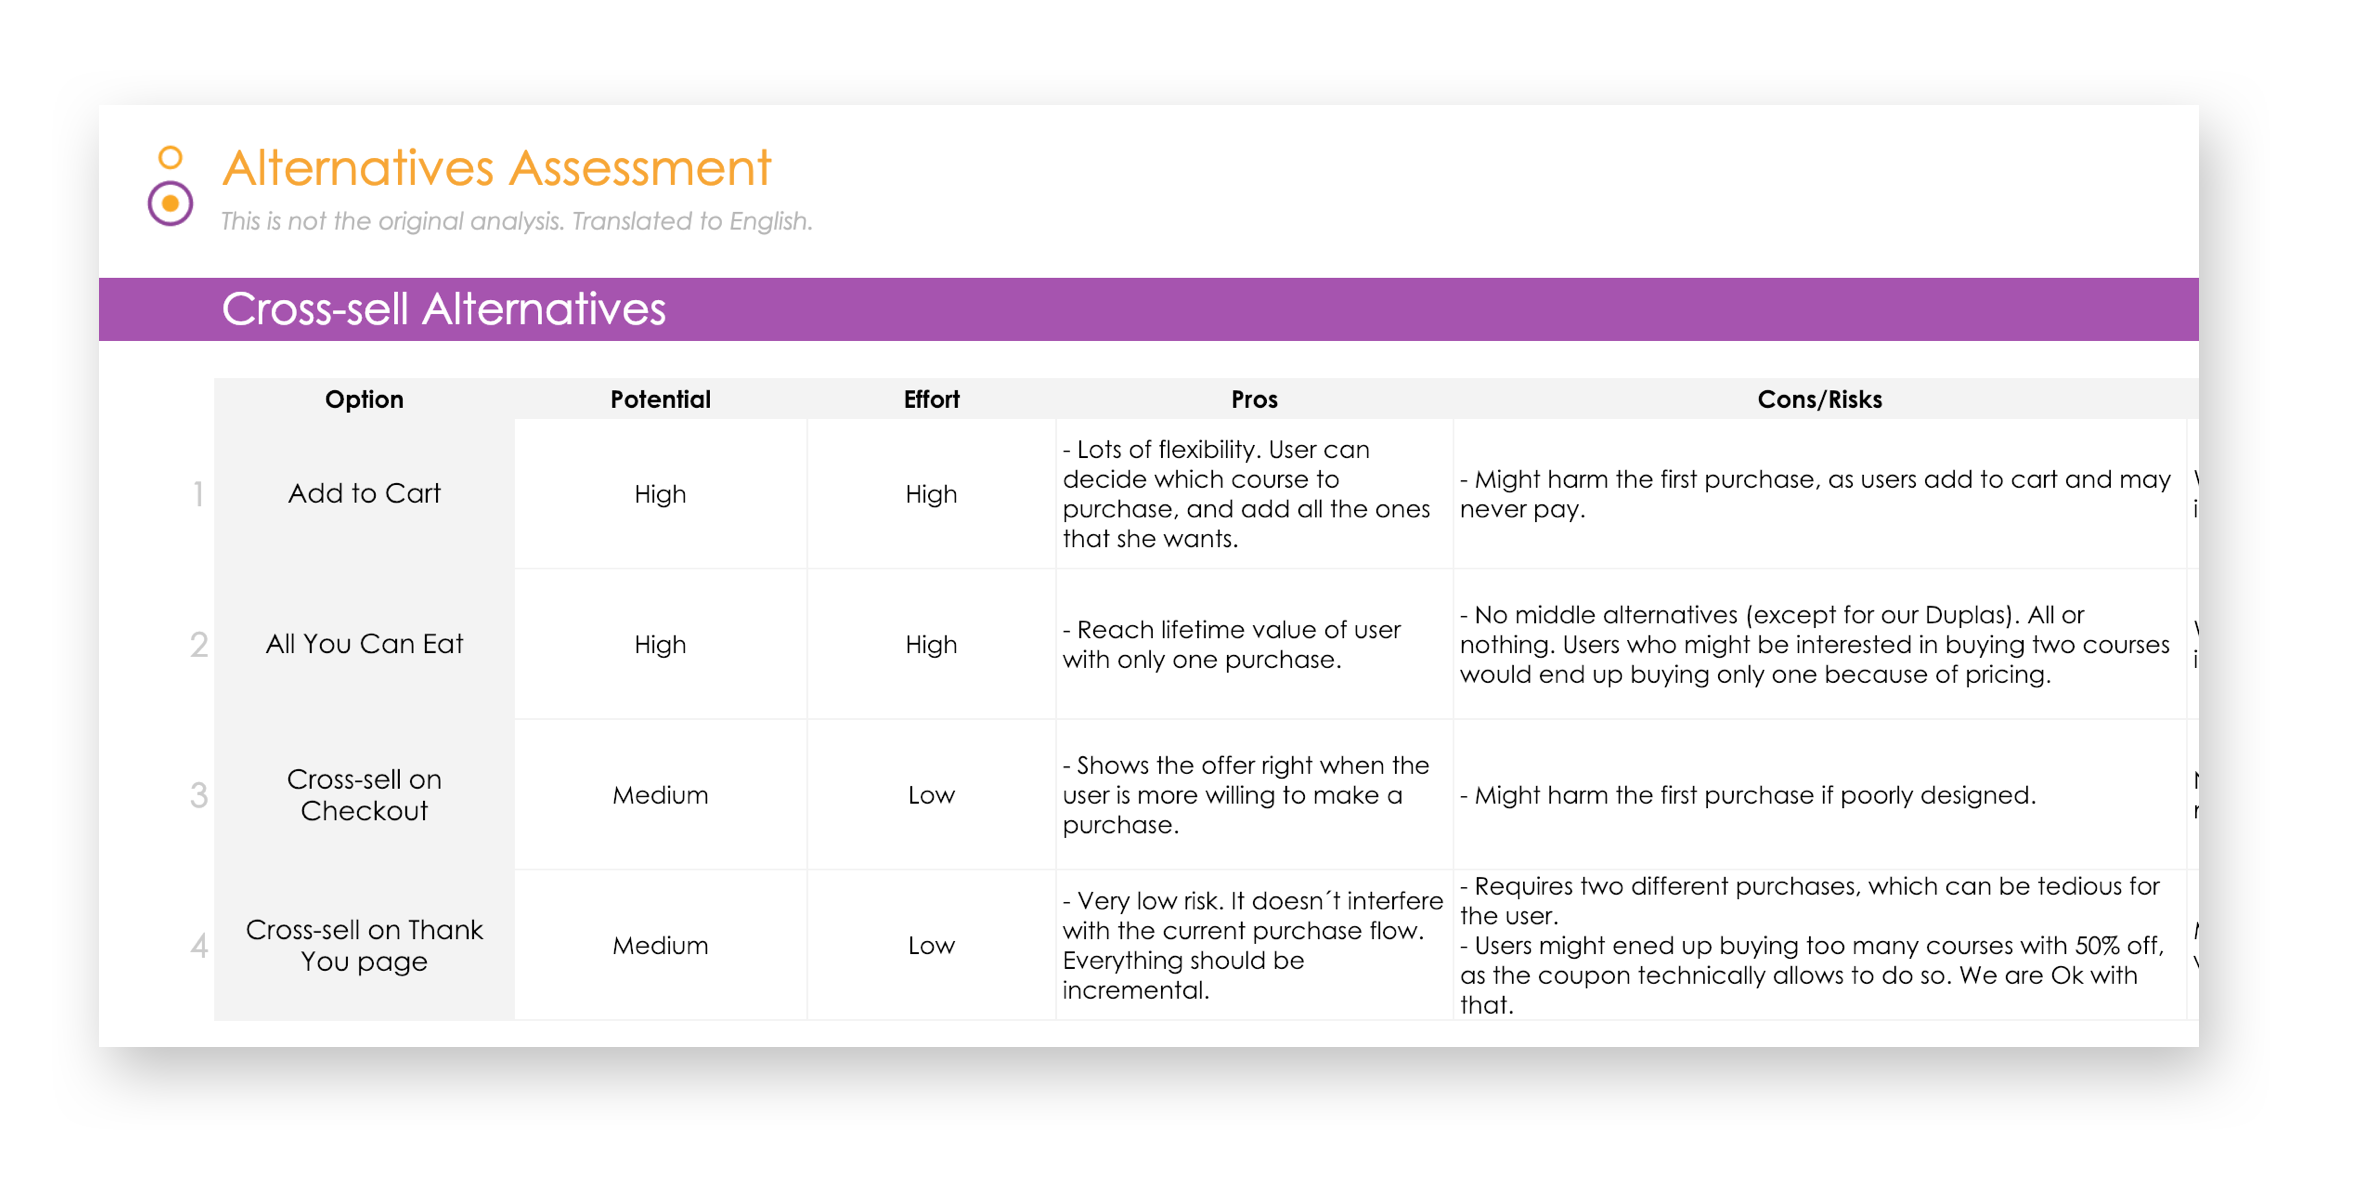 Alternatives Assessment
This is not the original analysis. Translated to English.
Cross-sell Alternatives
Option Potential Effort Pros Cons/Risks
1
Add to Cart
High
High
- Lots of flexibility. User can
decide which course to
purchase, and add all the ones
that she wants.
- Might harm the first purchase, as users add to cart and may
never pay.
2
All You Can Eat
High
High
- Reach lifetime value of user
with only one purchase.
- No middle alternatives (except for our Duplas). All or
nothing. Users who might be interested in buying two courses
would end up buying only one because of pricing.
3
Cross-sell on
Checkout
Medium
Low
- Shows the offer right when the
user is more willing to make a
purchase.
- Might harm the first purchase if poorly designed.
4
Cross-sell on Thank
You page
Medium
Low
- Very low risk. It doesn´t interfere
with the current purchase flow.
Everything should be
incremental.
- Requires two different purchases, which can be tedious for
the user.
- Users might ened up buying too many courses with 50% off,
as the coupon technically allows to do so. We are Ok with
that.